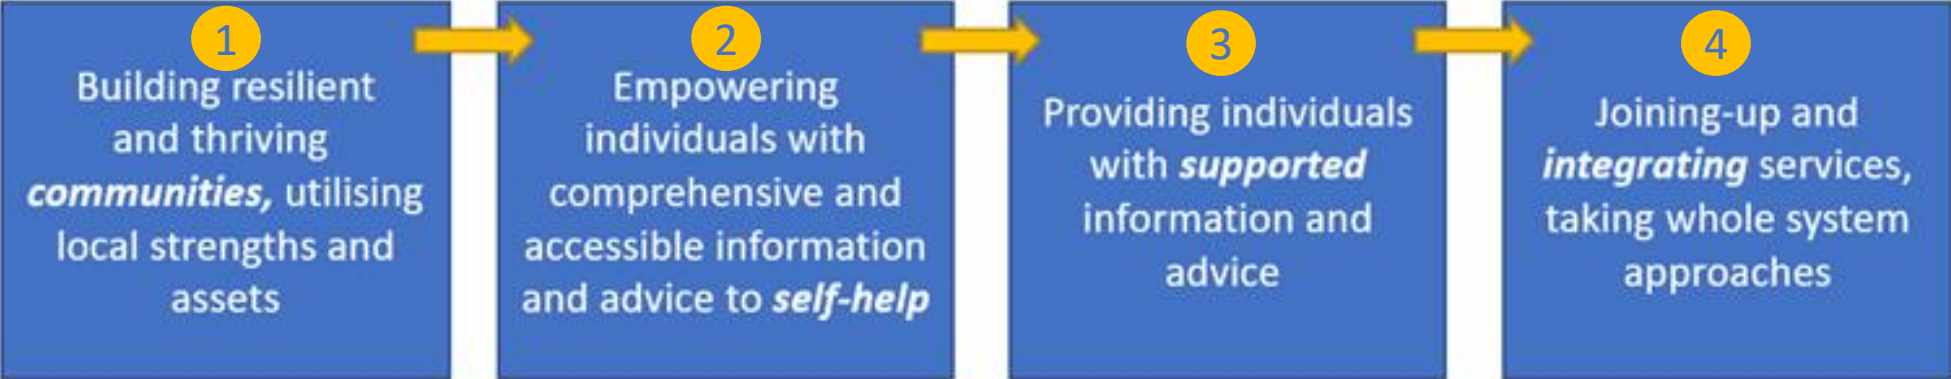 1
Building resilient
and thriving
communities, utilising
local strengths and
assets
2
Empowering
individuals with
comprehensive and
accessible information
and advice to self-help
3
Providing individuals
with supported
information and
advice
4
Joining-up and
integrating services,
taking whole system
approaches